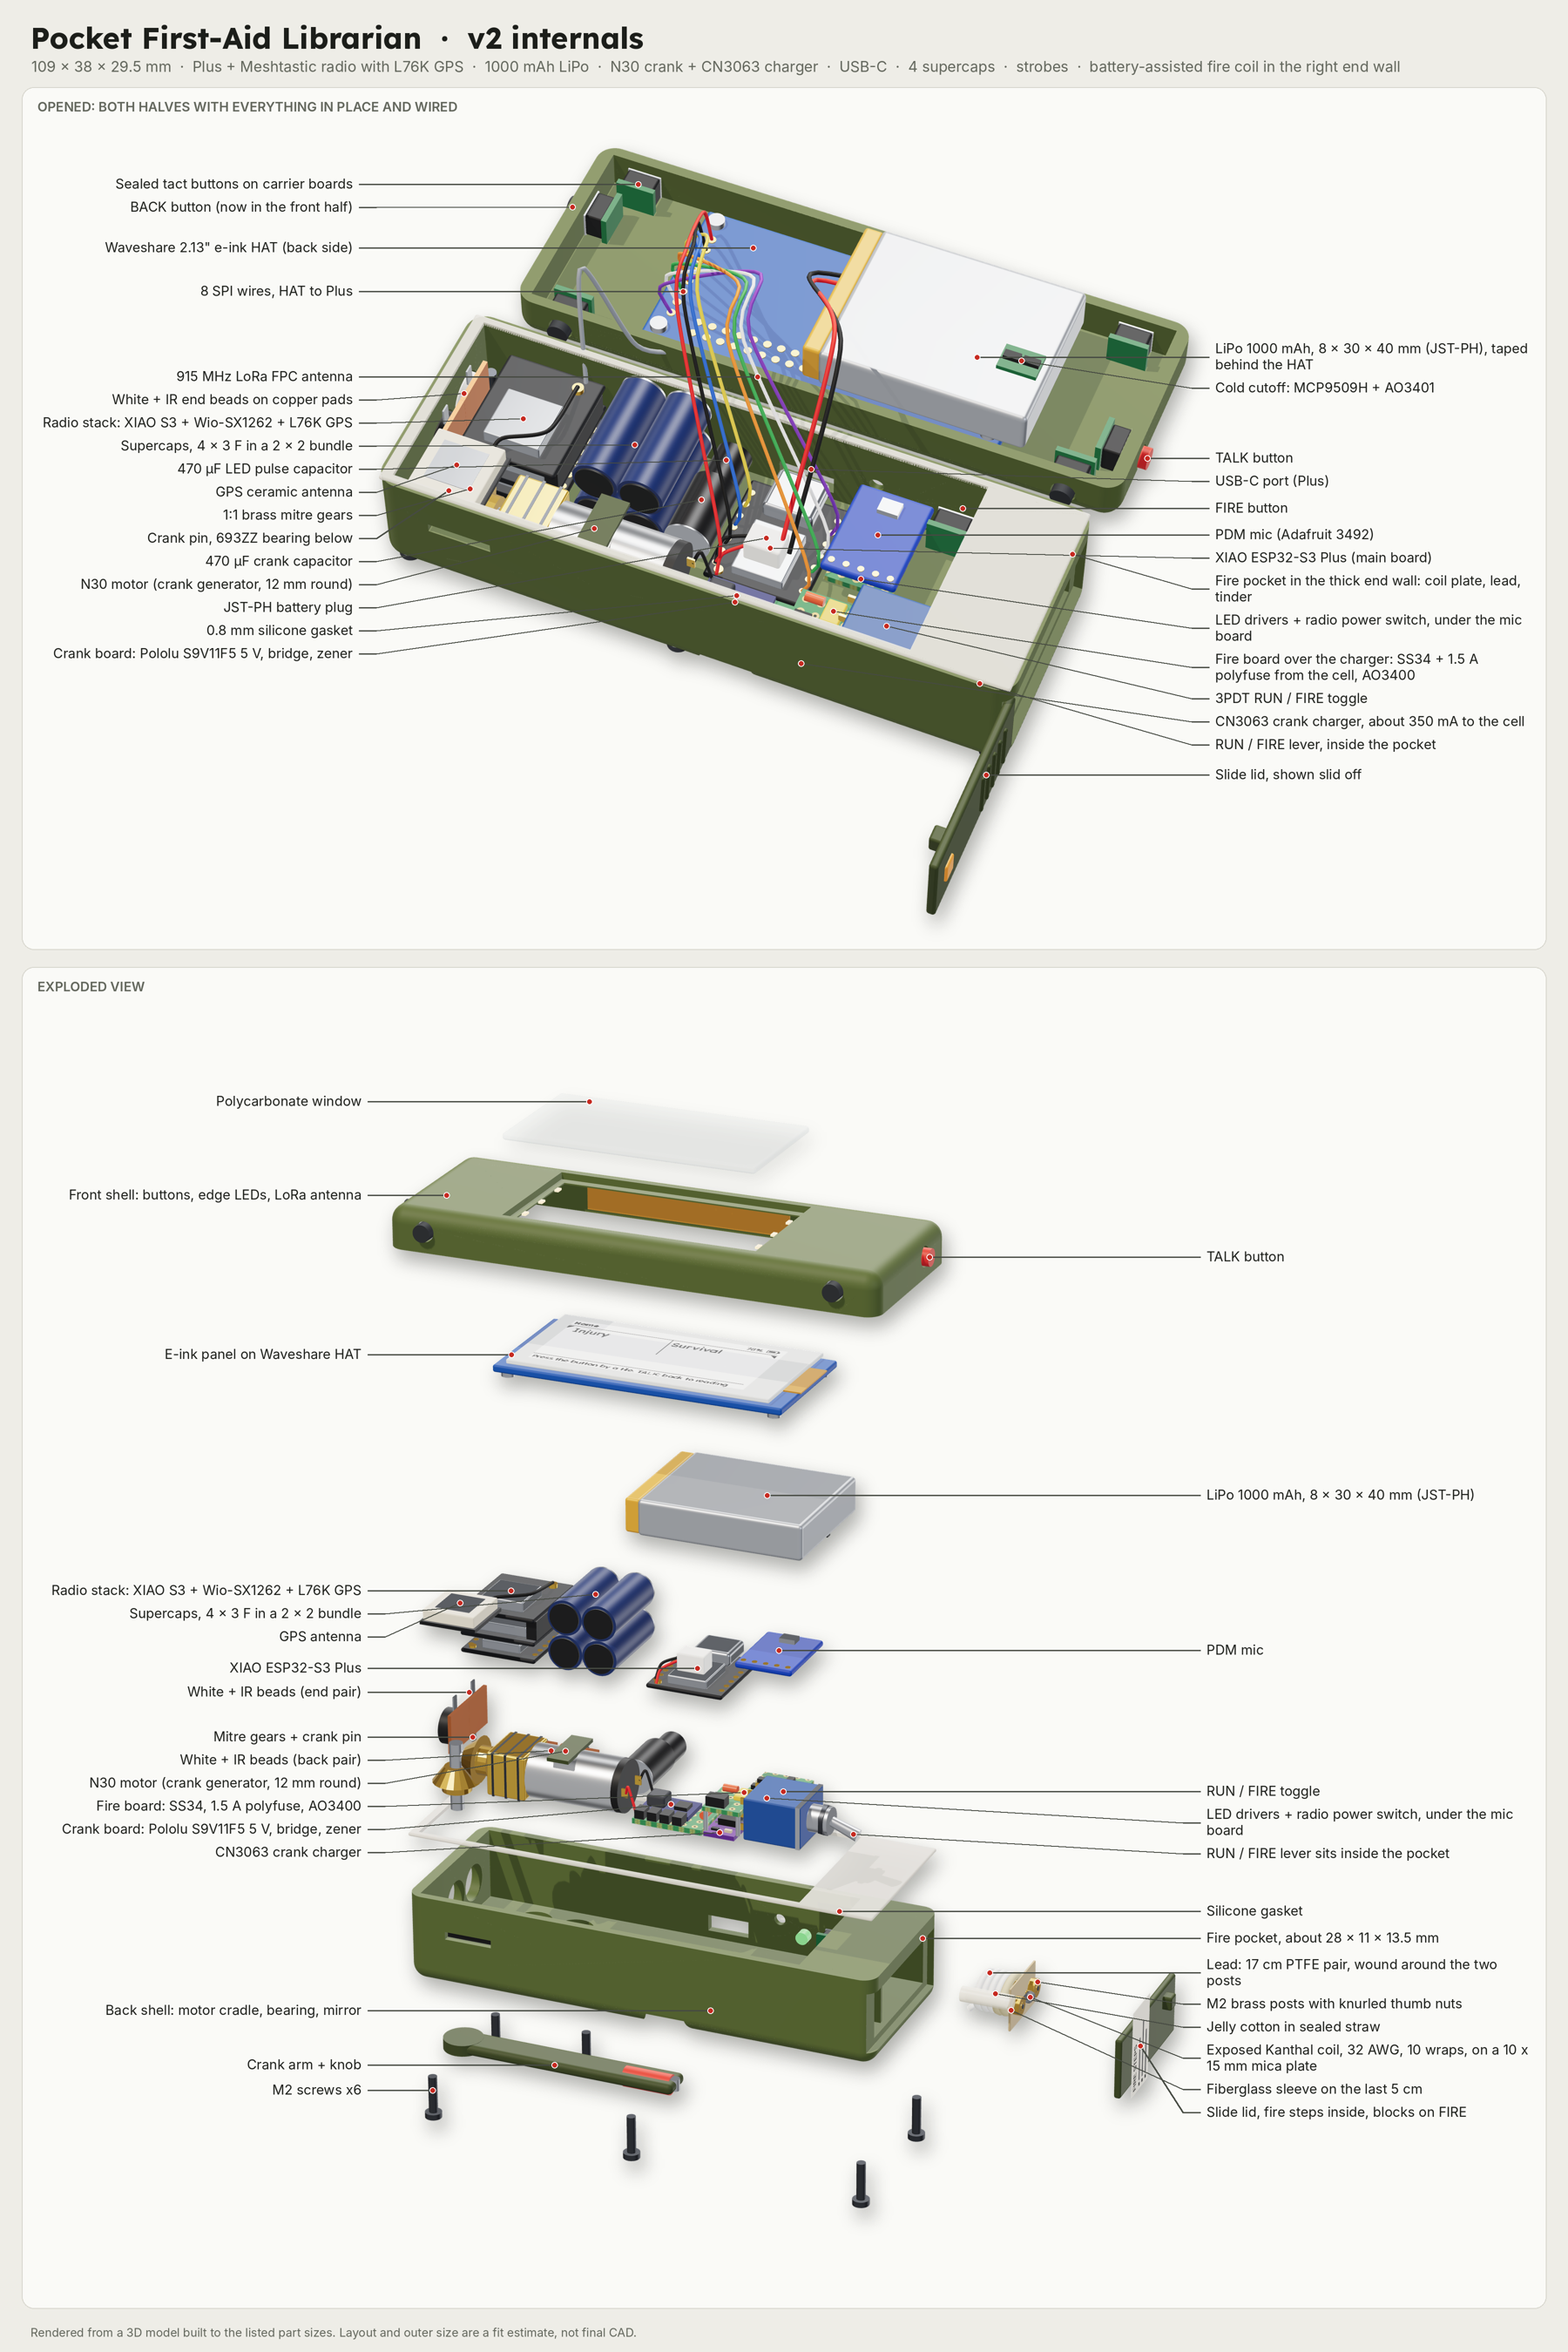 Pocket First-Aid Librarian · v2 internals
109 × 38 × 29.5 mm · Plus + Meshtastic radio with L76K GPS · 1000 mAh LiPo · N30 crank + CN3063 charger · USB-C · 4 supercaps · strobes · battery-assisted fire coil in the right end wall
OPENED: BOTH HALVES WITH EVERYTHING IN PLACE AND WIRED
Sealed tact buttons on carrier boards
BACK button (now in the front half)
Waveshare 2.13" e-ink HAT (back side)
8 SPI wires, HAT to Plus
915 MHz LoRa FPC antenna
White + IR end beads on copper pads
Radio stack: XIAO S3 + Wio-SX1262 + L76K GPS
Supercaps, 4 × 3 F in a 2 × 2 bundle
470 µF LED pulse capacitor
GPS ceramic antenna
1:1 brass mitre gears
Crank pin, 693ZZ bearing below
470 µF crank capacitor
N30 motor (crank generator, 12 mm round)
JST-PH battery plug
0.8 mm silicone gasket
Crank board: Pololu S9V11F5 5 V, bridge, zener
LiPo 1000 mAh, 8 × 30 × 40 mm (JST-PH), taped
behind the HAT
Cold cutoff: MCP9509H + AO3401
TALK button
USB-C port (Plus)
FIRE button
PDM mic (Adafruit 3492)
XIAO ESP32-S3 Plus (main board)
Fire pocket in the thick end wall: coil plate, lead,
tinder
LED drivers + radio power switch, under the mic
board
Fire board over the charger: SS34 + 1.5 A
polyfuse from the cell, AO3400
3PDT RUN / FIRE toggle
CN3063 crank charger, about 350 mA to the cell
RUN / FIRE lever, inside the pocket
Slide lid, shown slid off
EXPLODED VIEW
Polycarbonate window
Front shell: buttons, edge LEDs, LoRa antenna
TALK button
E-ink panel on Waveshare HAT
Injury
Survival
LiPo 1000 mAh, 8 × 30 × 40 mm (JST-PH)
Radio stack: XIAO S3 + Wio-SX1262 + L76K GPS
Supercaps, 4 × 3 F in a 2 × 2 bundle
GPS antenna
XIAO ESP32-S3 Plus
White + IR beads (end pair)
PDM mic
Mitre gears + crank pin
White + IR beads (back pair)
N30 motor (crank generator, 12 mm round)
Fire board: SS34, 1.5 A polyfuse, AO3400
Crank board: Pololu S9V11F5 5 V, bridge, zener
CN3063 crank charger
RUN / FIRE toggle
LED drivers + radio power switch, under the mic
board
RUN / FIRE lever sits inside the pocket
Silicone gasket
Fire pocket, about 28 × 11 × 13.5 mm
Lead: 17 cm PTFE pair, wound around the two
posts
M2 brass posts with knurled thumb nuts
Jelly cotton in sealed straw
Exposed Kanthal coil, 32 AWG, 10 wraps, on a 10 x
15 mm mica plate
Fiberglass sleeve on the last 5 cm
Slide lid, fire steps inside, blocks on FIRE
Back shell: motor cradle, bearing, mirror
Crank arm + knob
M2 screws x6
Rendered from a 3D model built to the listed part sizes. Layout and outer size are a fit estimate, not final CAD.